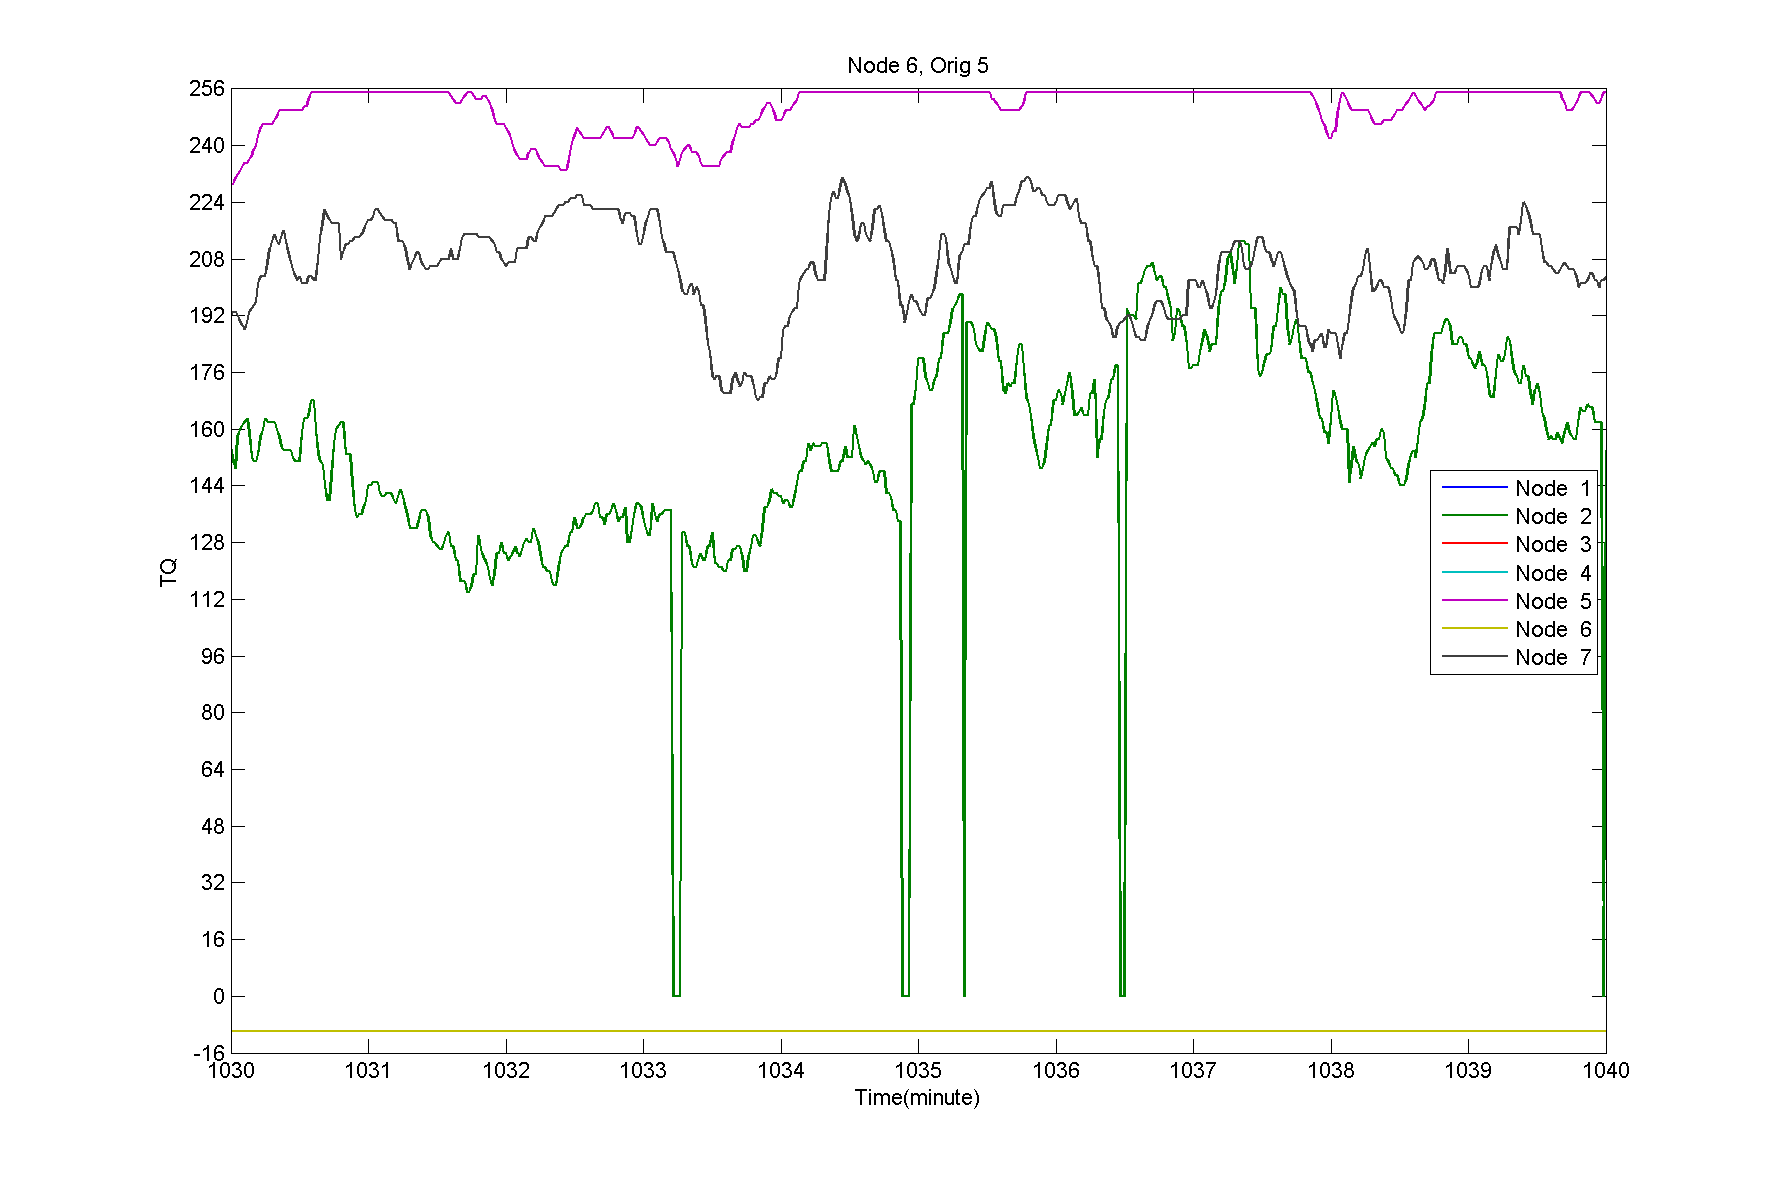 Node 6, Orig 5
256
240
224
208
192
176
160
144
128
112
96
80
64
48
32
16
0
-16
TQ
Node 1
Node 2
Node 3
Node 4
Node 5
Node 6
Node 7
1030 1031 1032 1033 1034 1035 1036 1037 1038 1039 1040
Time(minute)